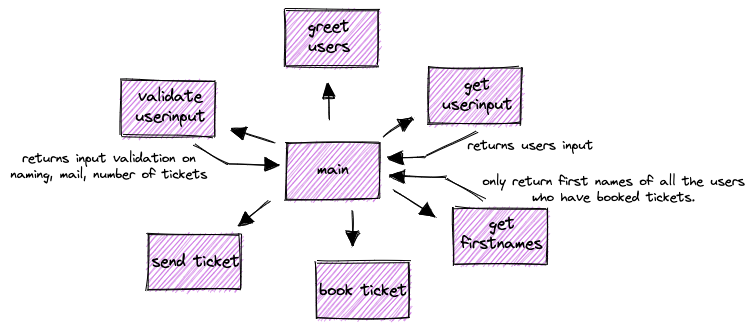 greet
users
get
userinput
validate
userinput
returns users input
returns input validation on
naming, mail, number of tickets
main
only return first names of all the users
who have booked tickets.
get
firstnames
send ticket
book ticket